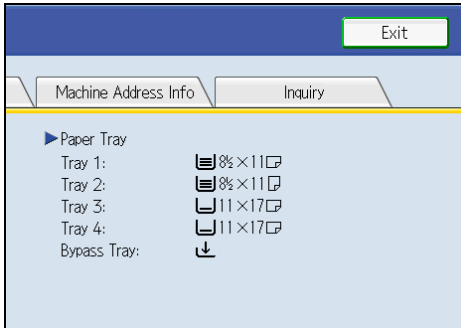 Exit
Machine Address Info
Inquiry
Paper Tray
Tray 1: 8½×11
Tray 2: 8½×11
Tray 3: 11×17
Tray 4: 11×17
Bypass Tray: